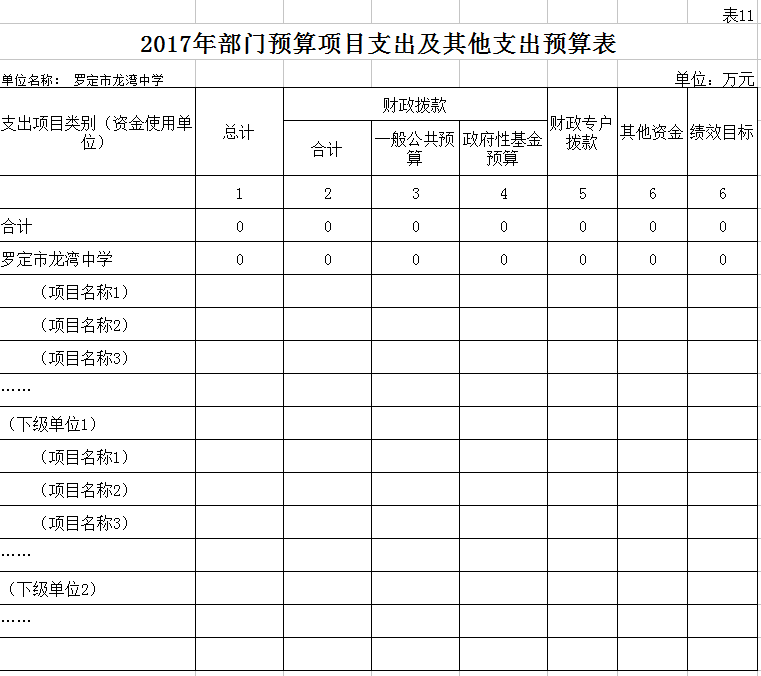 表11
2017年部门预算项目支出及其他支出预算表
单位名称： 罗定市龙湾中学 单位：万元
支出项目类别（资金使用单位） 总计 财政拨款 财政专户拨款 其他资金 绩效目标
合计 一般公共预算 政府性基金预算
1 2 3 4 5 6 6
合计 0 0 0 0 0 0 0
罗定市龙湾中学 0 0 0 0 0 0 0
（项目名称1）
（项目名称2）
（项目名称3）
……
（下级单位1）
（项目名称1）
（项目名称2）
（项目名称3）
……
（下级单位2）
……